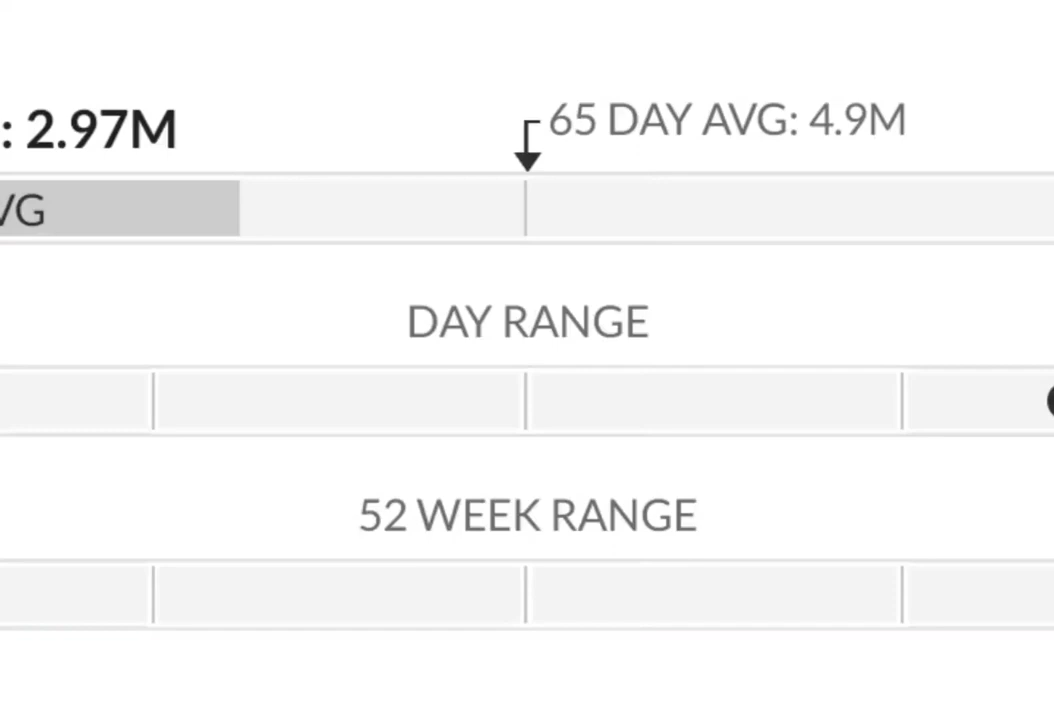 : 2.97M
65 DAY AVG: 4.9M
VG
DAY RANGE
52 WEEK RANGE